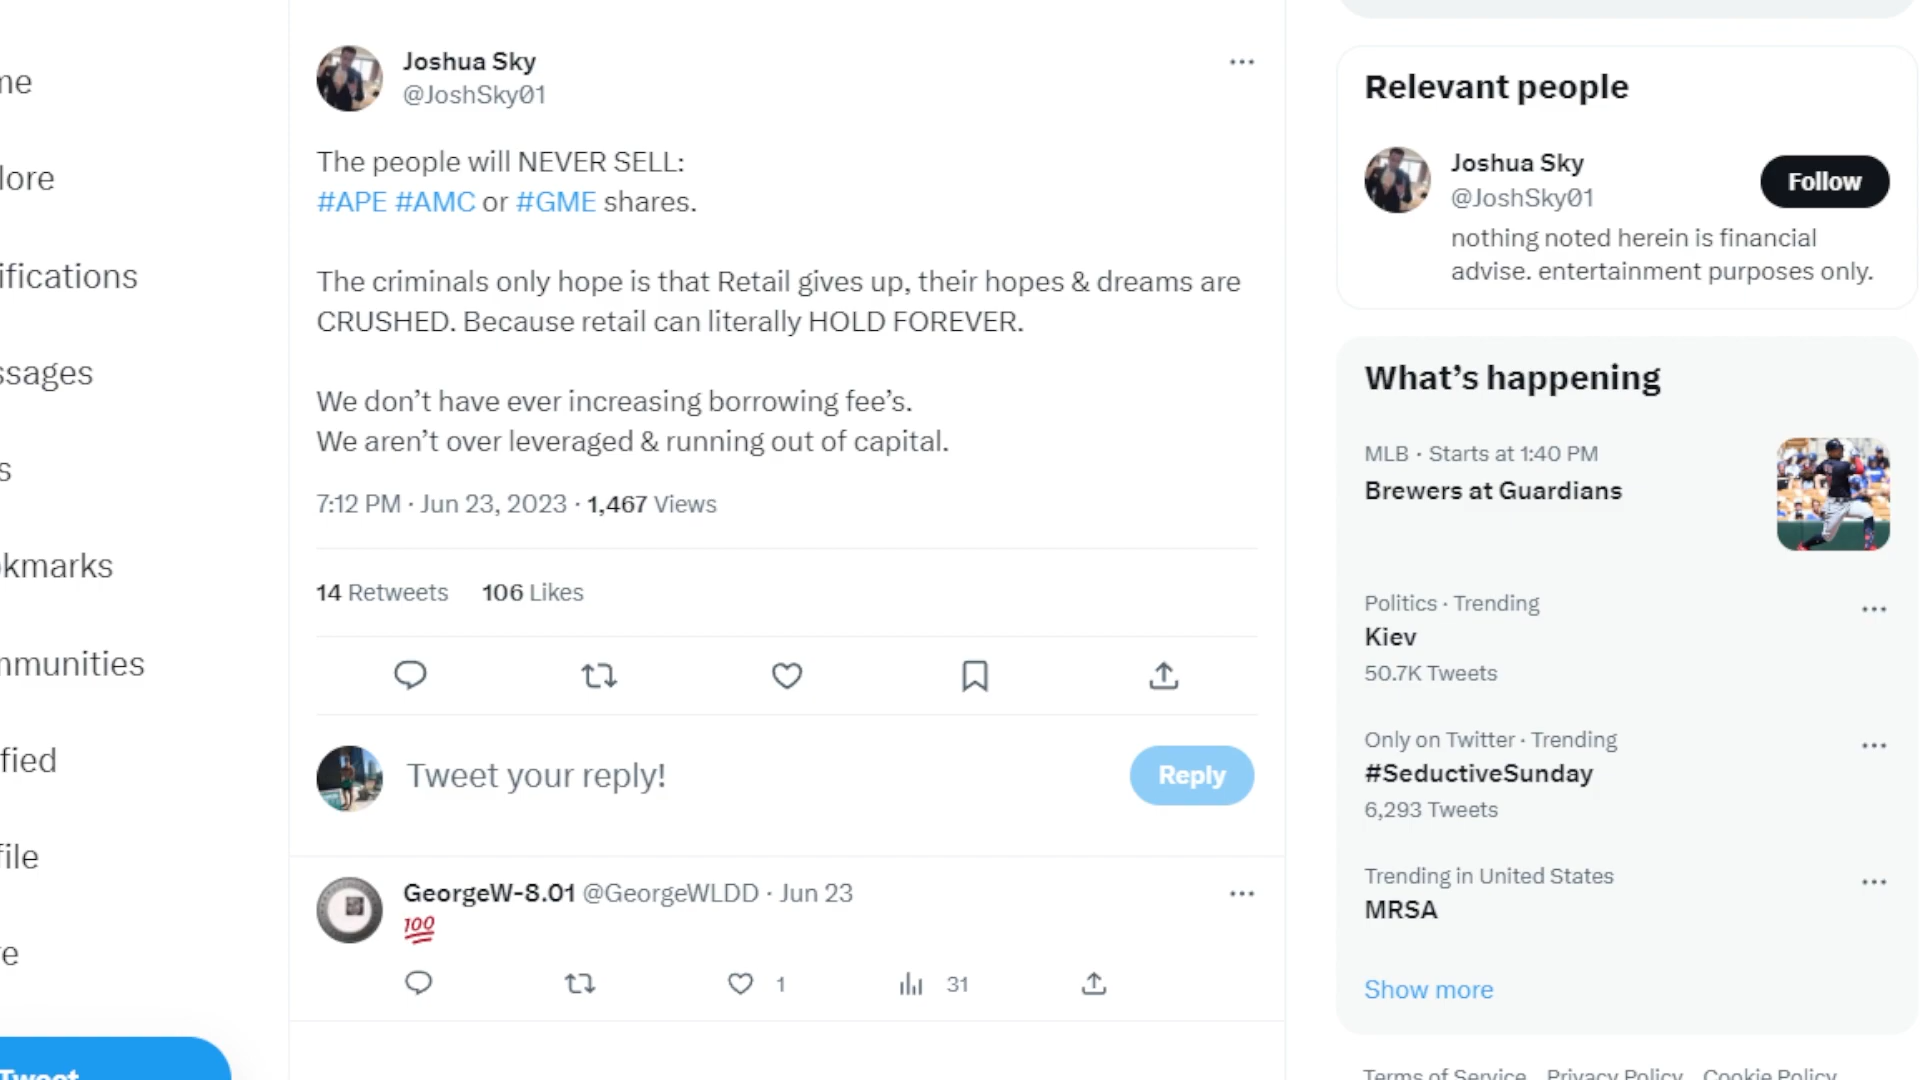 me
lore
ifications
ssages
s
kmarks
mmunities
fied
file
re
Tweet
Joshua Sky
@JoshSky01
The people will NEVER SELL:
#APE #AMC or #GME shares.
The criminals only hope is that Retail gives up, their hopes & dreams are
CRUSHED. Because retail can literally HOLD FOREVER.
We don’t have ever increasing borrowing fee’s.
We aren’t over leveraged & running out of capital.
7:12 PM · Jun 23, 2023 · 1,467 Views
14 Retweets 106 Likes
Tweet your reply!
Reply
GeorgeW-8.01 @GeorgeWLDD · Jun 23
💯
1 31
Relevant people
Joshua Sky
@JoshSky01
Follow
nothing noted herein is financial
advise. entertainment purposes only.
What’s happening
MLB · Starts at 1:40 PM
Brewers at Guardians
Politics · Trending
Kiev
50.7K Tweets
Only on Twitter · Trending
#SeductiveSunday
6,293 Tweets
Trending in United States
MRSA
Show more
Terms of Service Privacy Policy Cookie Policy